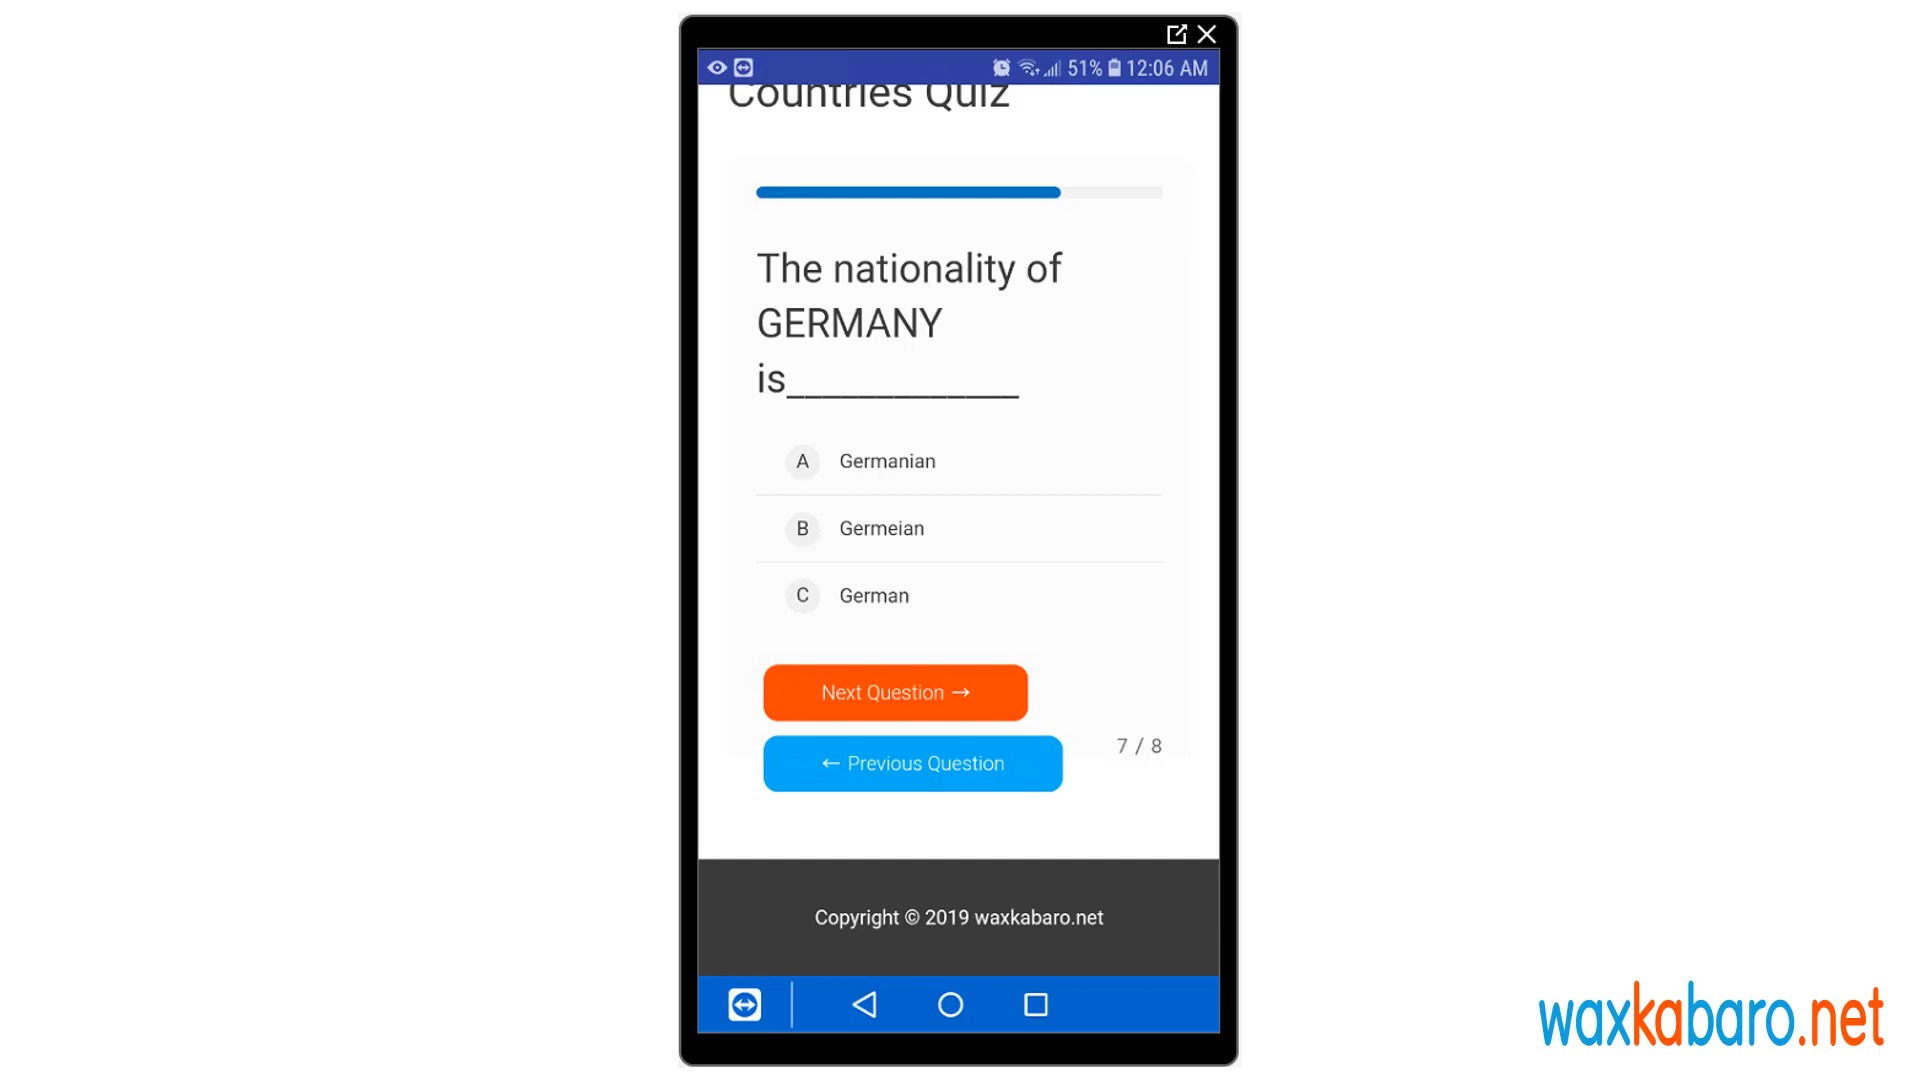 51% 12:06 AM
Countries Quiz
The nationality of
GERMANY
is_____________
A Germanian
B Germeian
C German
Next Question →
← Previous Question
7 / 8
Copyright © 2019 waxkabaro.net
waxkabaro.net